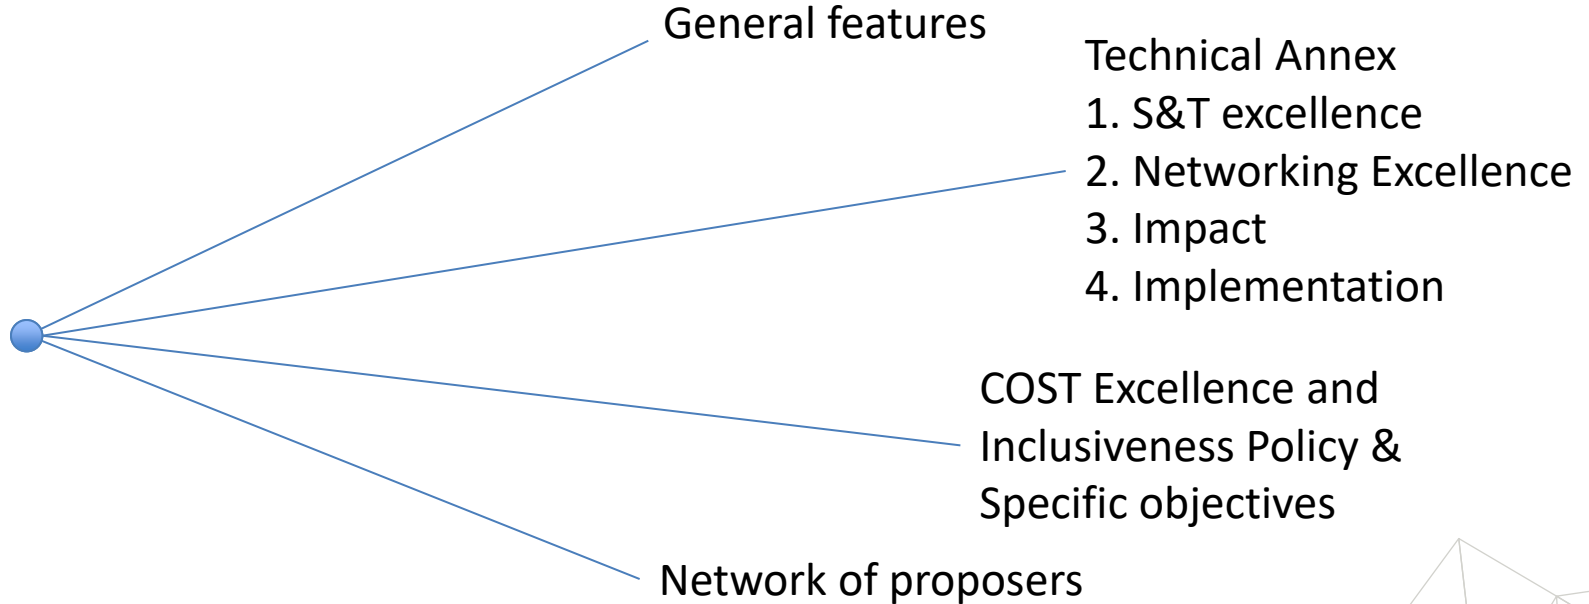 General features
Technical Annex
1. S&T excellence
2. Networking Excellence
3. Impact
4. Implementation
COST Excellence and
Inclusiveness Policy &
Specific objectives
Network of proposers